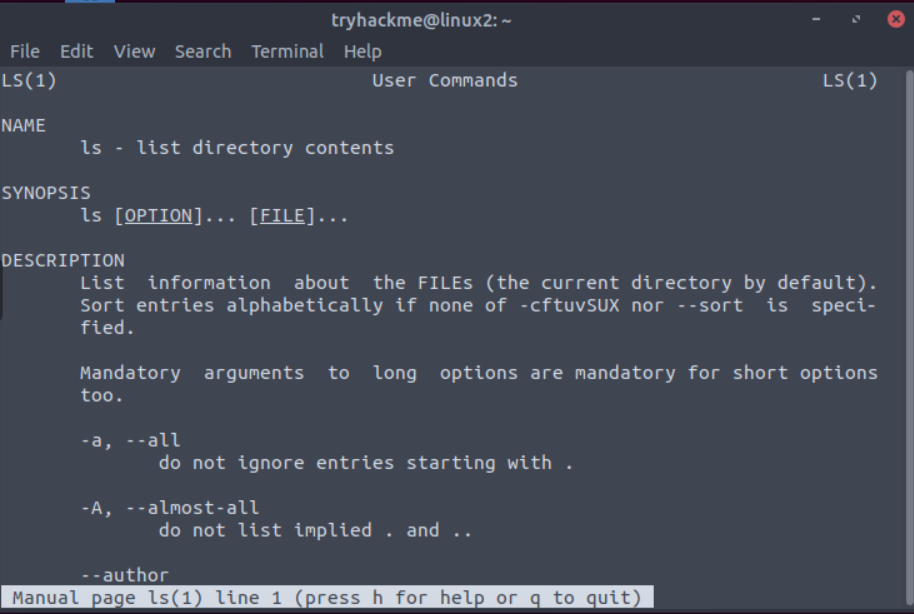 tryhackme@linux2: ~
File Edit View Search Terminal Help
LS(1) User Commands LS(1)
NAME
ls - list directory contents
SYNOPSIS
ls [OPTION]... [FILE]...
DESCRIPTION
List information about the FILEs (the current directory by default).
Sort entries alphabetically if none of -cftuvSUX nor --sort is speci-
fied.
Mandatory arguments to long options are mandatory for short options
too.
-a, --all
do not ignore entries starting with .
-A, --almost-all
do not list implied . and ..
--author
Manual page ls(1) line 1 (press h for help or q to quit)